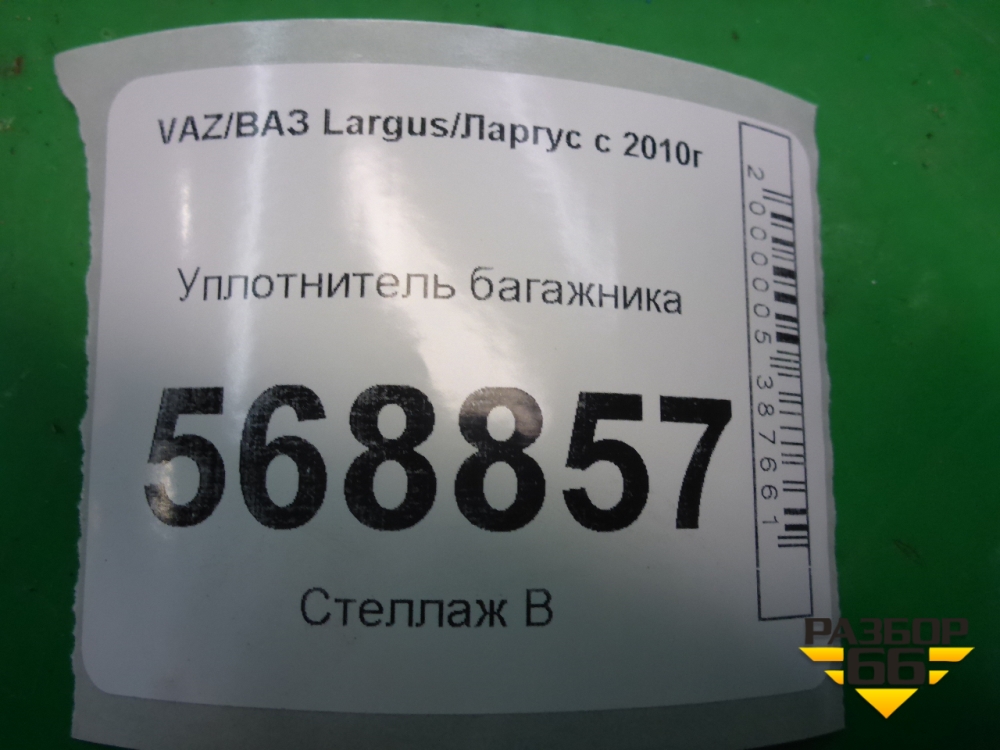 VAZ/ВАЗ Largus/Ларгус с 2010г
Уплотнитель багажника
568857
Стеллаж В
2000005387661
РАЗБОР
66